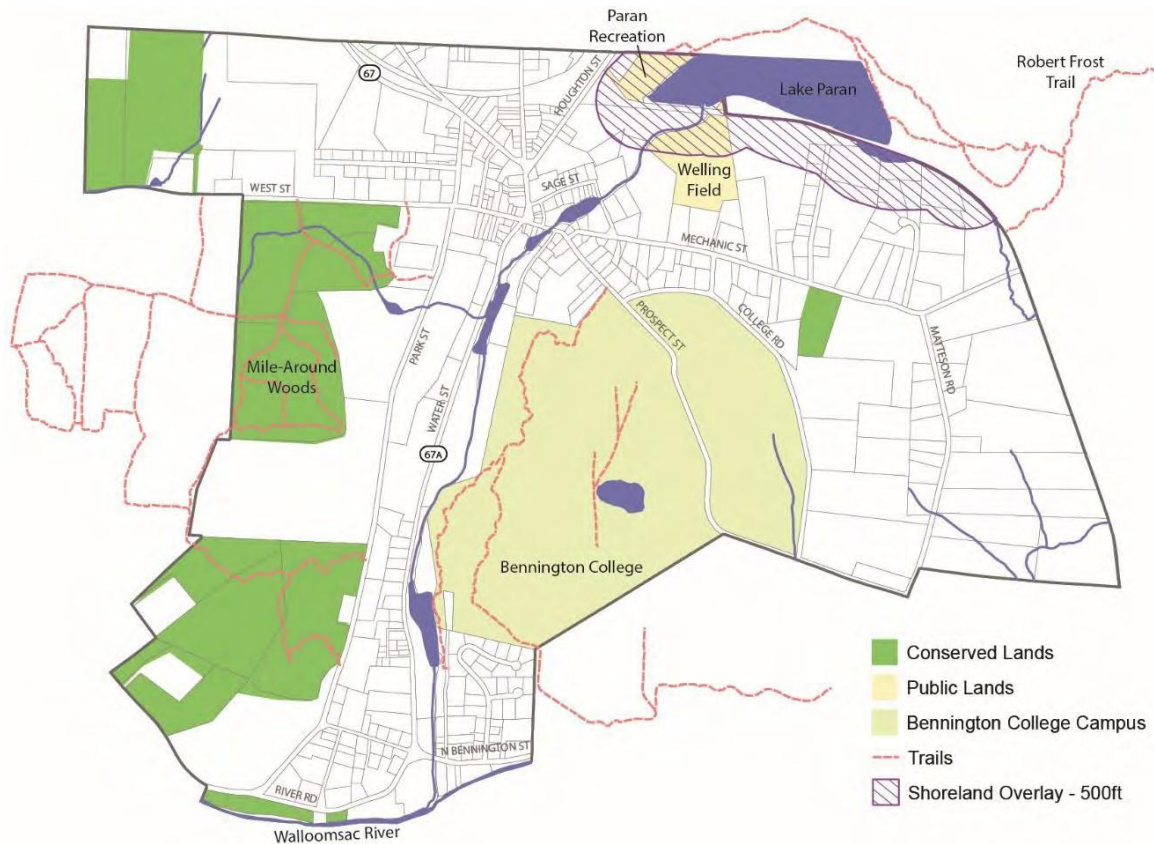 Paran
Recreation
Robert Frost
Trail
67
HOUGHTON ST
Lake Paran
Welling
Field
WEST ST
SAGE ST
MECHANIC ST
PROSPECT ST
COLLEGE RD
MATTESON RD
PARK ST
WATER ST
Mile-Around
Woods
67A
Bennington College
N BENNINGTON ST
RIVER RD
Walloomsac River
Conserved Lands
Public Lands
Bennington College Campus
Trails
Shoreland Overlay - 500ft